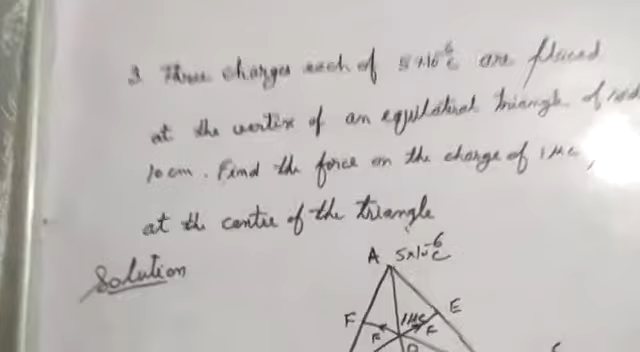 3 Three charges each of 5×10⁻⁶c are placed
at the vertix of an equilateral triangle of
10 cm. Find the force on the charge of 1μc,
at the centre of the triangle
Solution
A 5×10⁻⁶c
F 1μc E
F F